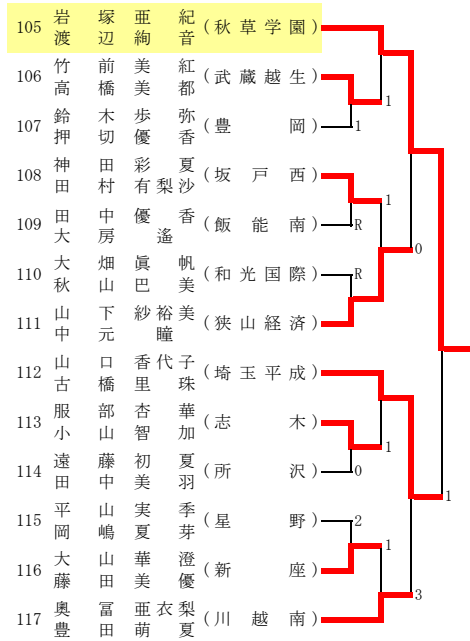 105 岩塚亜紀 (秋草学園)
渡辺絢音
106 竹前美紅 (武蔵越生)
高橋美都
1
107 鈴木歩弥 (豊岡)
押切優香
1
108 神田彩夏 (坂戸西)
田村有梨沙
1
109 田中優香 (飯能南) R
大房遙
0
110 大畑眞帆 (和光国際) R
秋山巴美
111 山下紗裕美 (狭山経済)
中元瞳
112 山口香代子 (埼玉平成)
古橋里珠
113 服部杏華 (志木)
小山智加
1
114 遠藤初夏 (所沢) 0
田中美羽
1
115 平山実季 (星野) 2
岡嶋夏芽
1
116 大山華澄 (新座)
藤田美優
3
117 奥冨亜衣梨 (川越南)
豊田萌夏